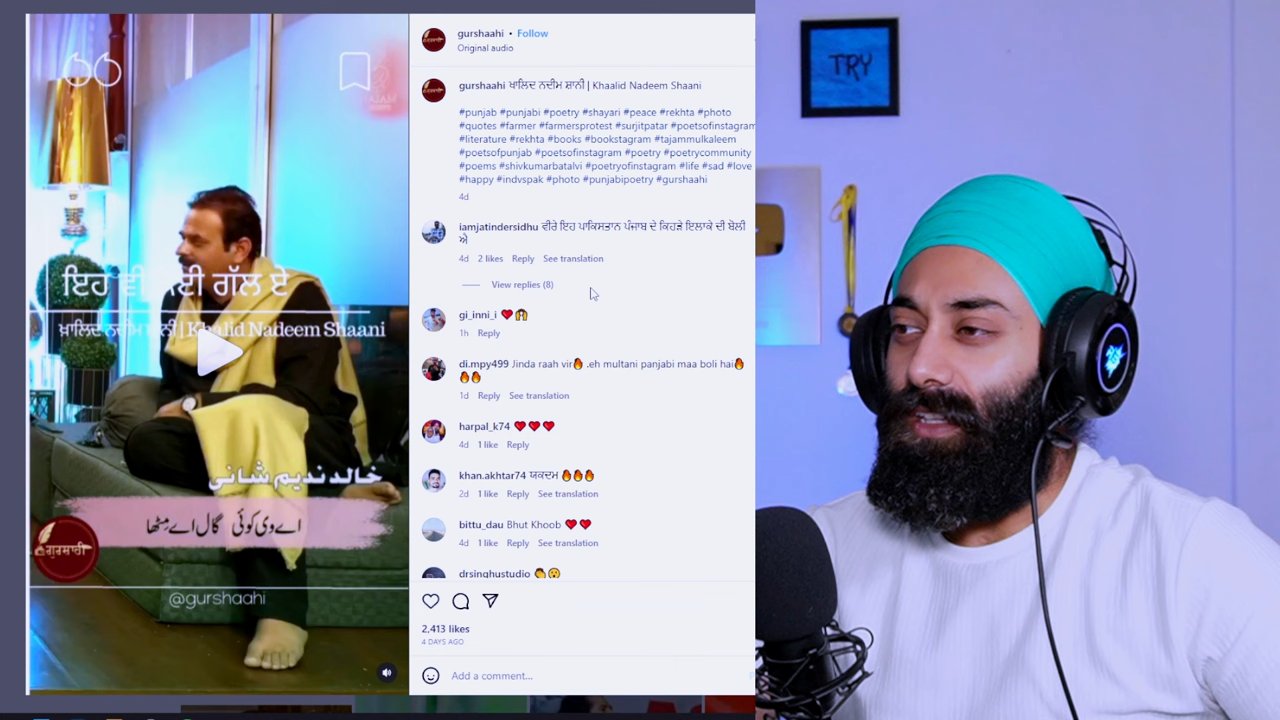 gurshaahi • Follow
Original audio
gurshaahi ਖਾਲਿਦ ਨਦੀਮ ਸ਼ਾਨੀ | Khaalid Nadeem Shaani
#punjab #punjabi #poetry #shayari #peace #rekhta #photo
#quotes #farmer #farmersprotest #surjitpatar #poetsofinstagram
#literature #rekhta #books #bookstagram #tajammulkaleem
#poetsofpunjab #poetsofinstagram #poetry #poetrycommunity
#poems #shivkumarbatalvi #poetryofinstagram #life #sad #love
#happy #indvspak #photo #punjabipoetry #gurshaahi
4d
iamjatindersidhu ਵੀਰੇ ਇਹ ਪਾਕਿਸਤਾਨ ਪੰਜਾਬ ਦੇ ਕਿਹੜੇ ਇਲਾਕੇ ਦੀ ਬੋਲੀ
ਐ
4d 2 likes Reply See translation
View replies (8)
gi_inni_i ❤️🙌
1h Reply
di.mpy499 Jinda raah vir🔥 .eh multani panjabi maa boli hai🔥
🔥🔥
1d Reply See translation
harpal_k74 ❤️❤️❤️
4d 1 like Reply
khan.akhtar74 ਯਕਦਮ 🔥🔥🔥
2d 1 like Reply See translation
bittu_dau Bhut Khoob ❤️❤️
4d 1 like Reply See translation
drsinghustudio 👏😮
2,413 likes
4 DAYS AGO
Add a comment...
ਇਹ ਵੀ ਕੋਈ ਗੱਲ ਏ
ਖ਼ਾਲਿਦ ਨਦੀਮ ਸ਼ਾਨੀ | Khalid Nadeem Shaani
خالد ندیم شانی
اے وی کوئی گال اے مِٹھا
ਗੁਰਸ਼ਾਹੀ
@gurshaahi
TRY